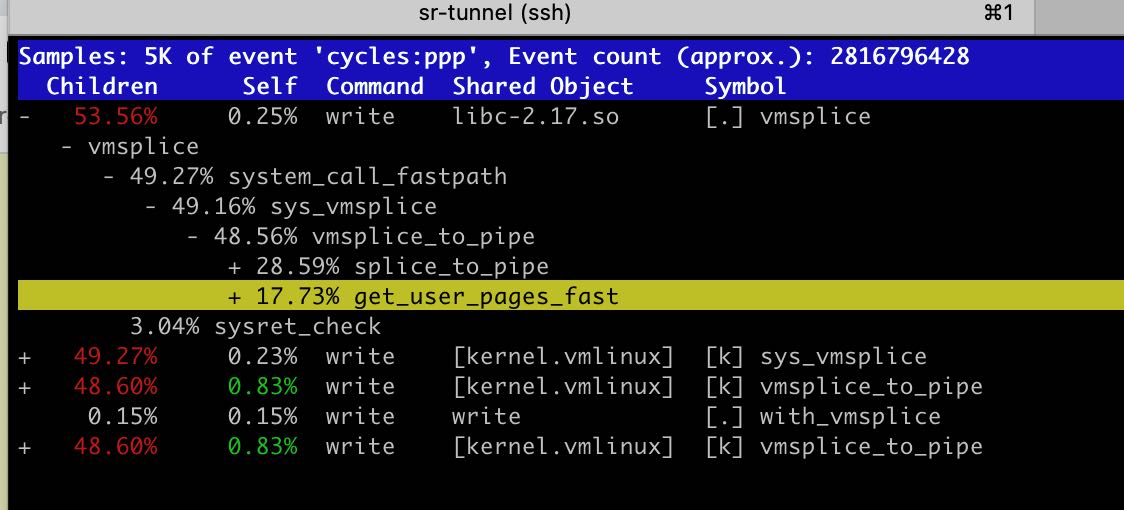 sr-tunnel (ssh) ⌘1
Samples: 5K of event 'cycles:ppp', Event count (approx.): 2816796428
Children Self Command Shared Object Symbol
- 53.56% 0.25% write libc-2.17.so [.] vmsplice
- vmsplice
- 49.27% system_call_fastpath
- 49.16% sys_vmsplice
- 48.56% vmsplice_to_pipe
+ 28.59% splice_to_pipe
+ 17.73% get_user_pages_fast
3.04% sysret_check
+ 49.27% 0.23% write [kernel.vmlinux] [k] sys_vmsplice
+ 48.60% 0.83% write [kernel.vmlinux] [k] vmsplice_to_pipe
0.15% 0.15% write write [.] with_vmsplice
+ 48.60% 0.83% write [kernel.vmlinux] [k] vmsplice_to_pipe